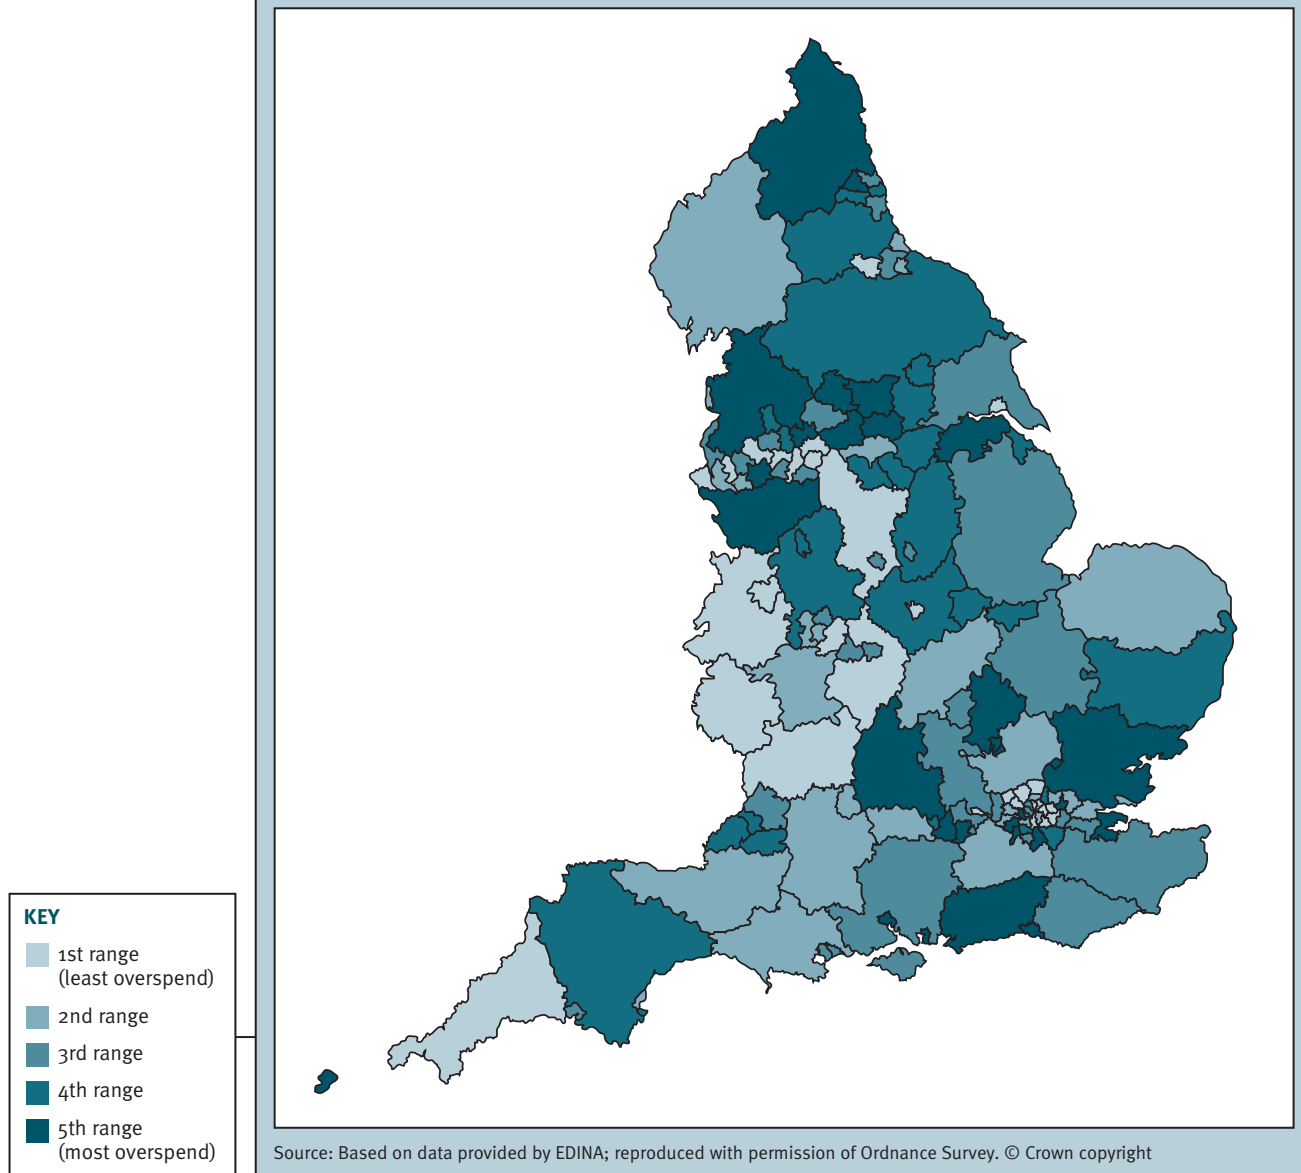 KEY
1st range
(least overspend)
2nd range
3rd range
4th range
5th range
(most overspend)
Source: Based on data provided by EDINA; reproduced with permission of Ordnance Survey. © Crown copyright